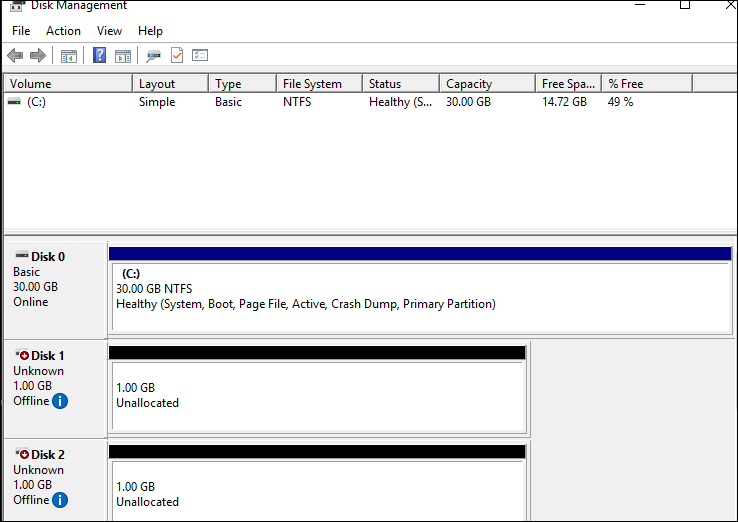 Disk Management
File Action View Help
Volume Layout Type File System Status Capacity Free Spa... % Free
(C:) Simple Basic NTFS Healthy (S... 30.00 GB 14.72 GB 49 %
Disk 0
Basic
30.00 GB
Online
(C:)
30.00 GB NTFS
Healthy (System, Boot, Page File, Active, Crash Dump, Primary Partition)
Disk 1
Unknown
1.00 GB
Offline
1.00 GB
Unallocated
Disk 2
Unknown
1.00 GB
Offline
1.00 GB
Unallocated